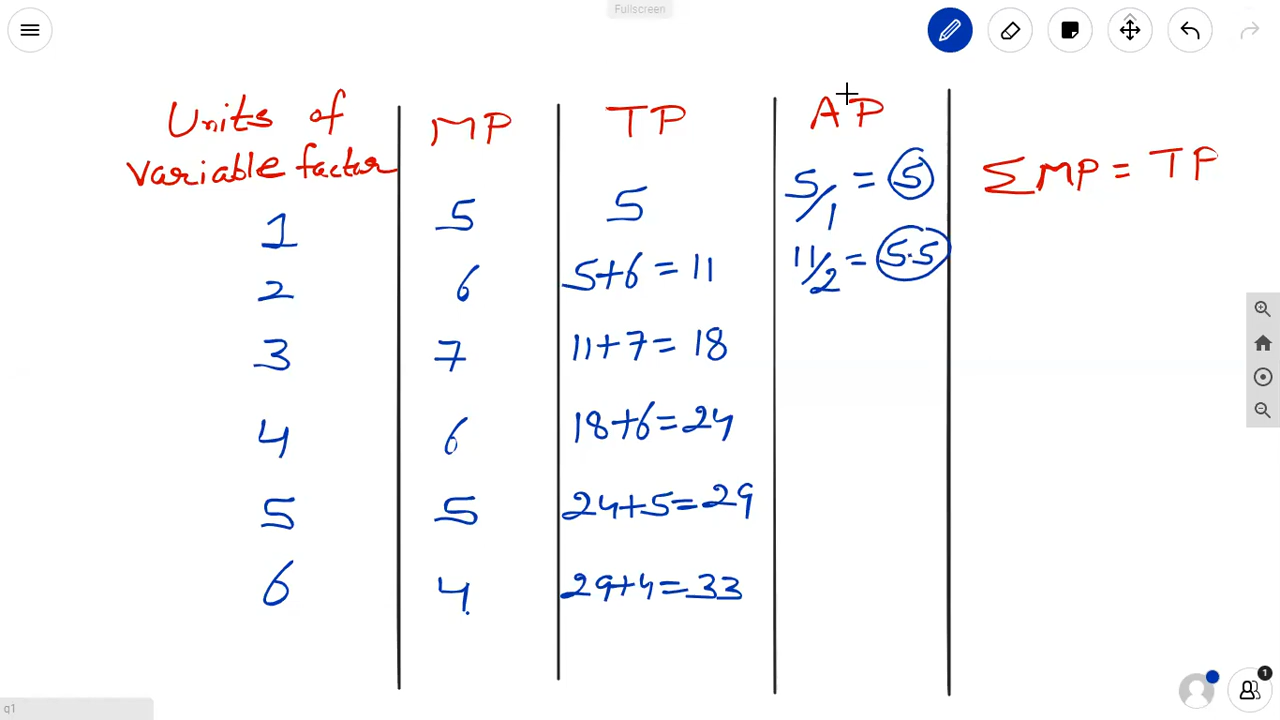 Fullscreen
Units of variable factor MP TP AP
ΣMP = TP
1 5 5 5/1 = 5
2 6 5+6 = 11 11/2 = 5.5
3 7 11+7 = 18
4 6 18+6 = 24
5 5 24+5 = 29
6 4 29+4 = 33
q1
1